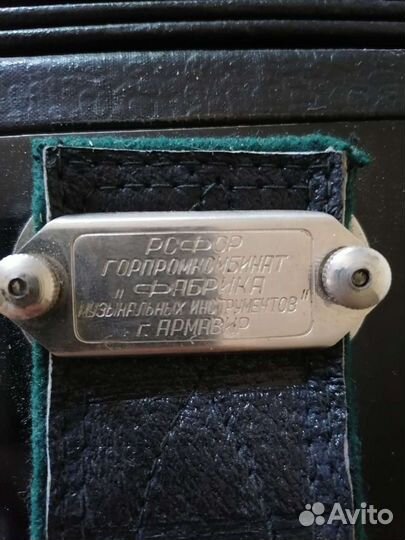 РСФСР
ГОРПРОМКОМБИНАТ
"ФАБРИКА
МУЗЫКАЛЬНЫХ ИНСТРУМЕНТОВ"
г. АРМАВИР
Avito